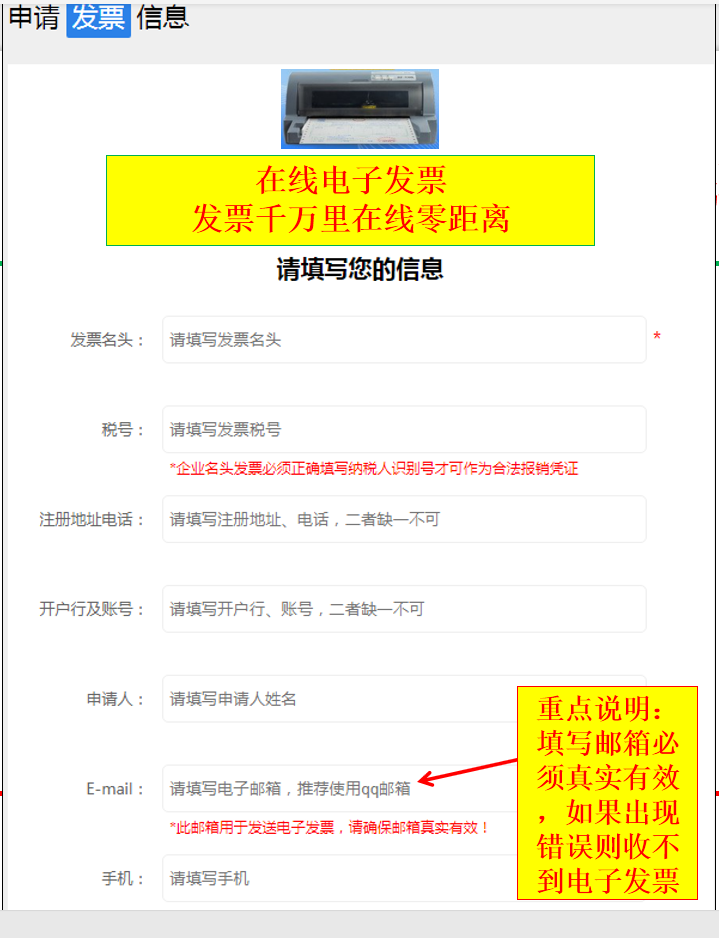 申请 发票 信息
在线电子发票
发票千万里在线零距离
请填写您的信息
发票名头： 请填写发票名头 *
税号： 请填写发票税号
*企业名头发票必须正确填写纳税人识别号才可作为合法报销凭证
注册地址电话： 请填写注册地址、电话，二者缺一不可
开户行及账号： 请填写开户行、账号，二者缺一不可
申请人： 请填写申请人姓名
E-mail： 请填写电子邮箱，推荐使用qq邮箱
*此邮箱用于发送电子发票，请确保邮箱真实有效！
手机： 请填写手机
重点说明：
填写邮箱必
须真实有效
，如果出现
错误则收不
到电子发票